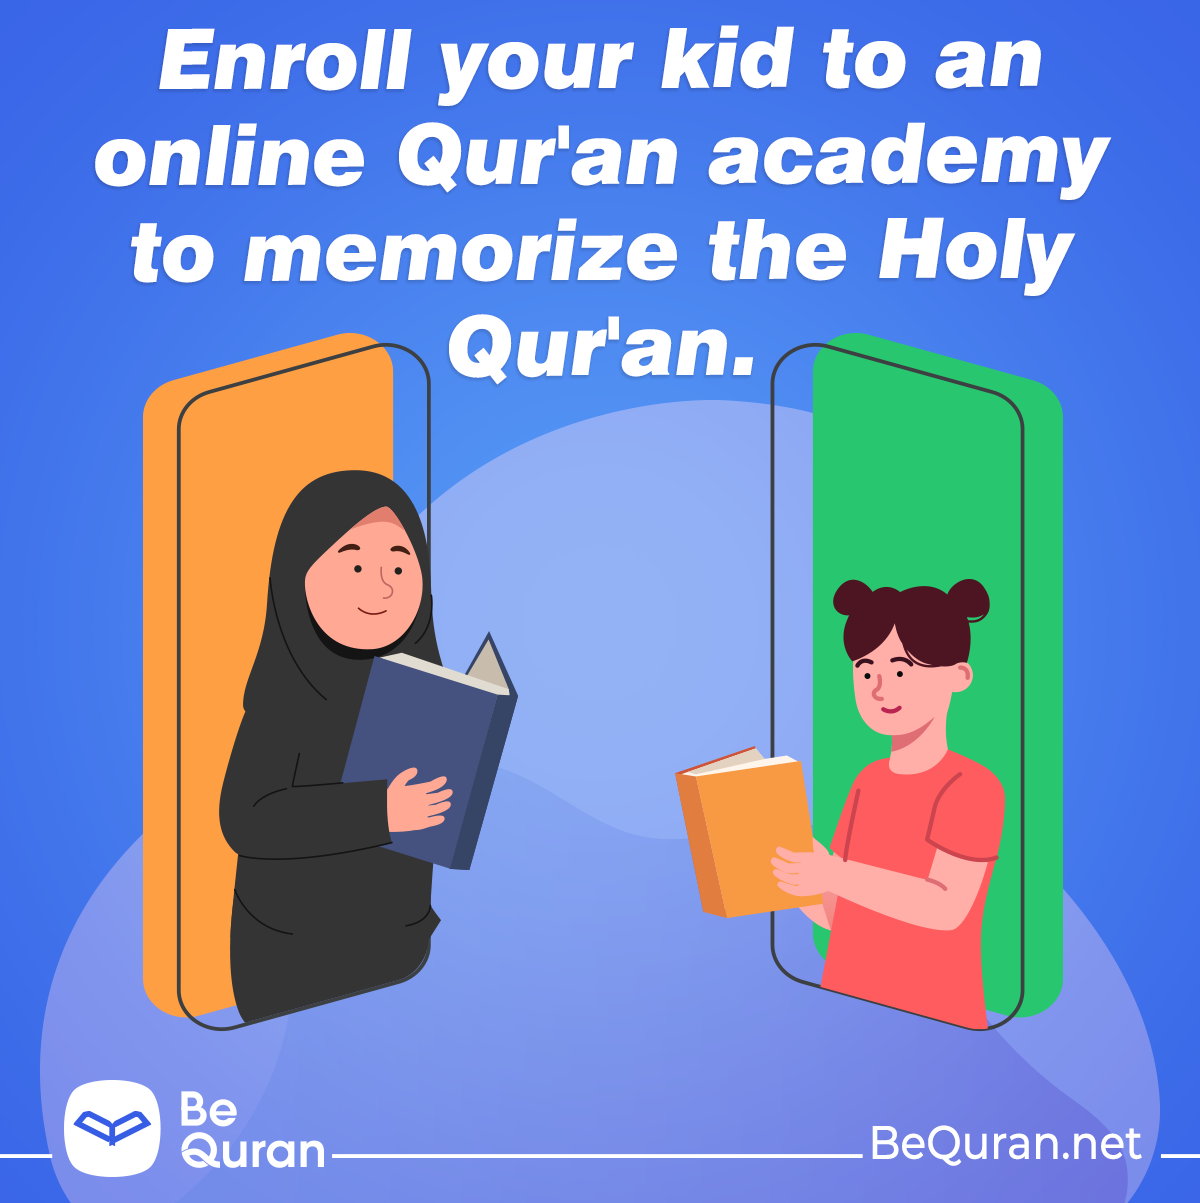 Enroll your kid to an
online Qur'an academy
to memorize the Holy
Qur'an.
Be
Quran
BeQuran.net